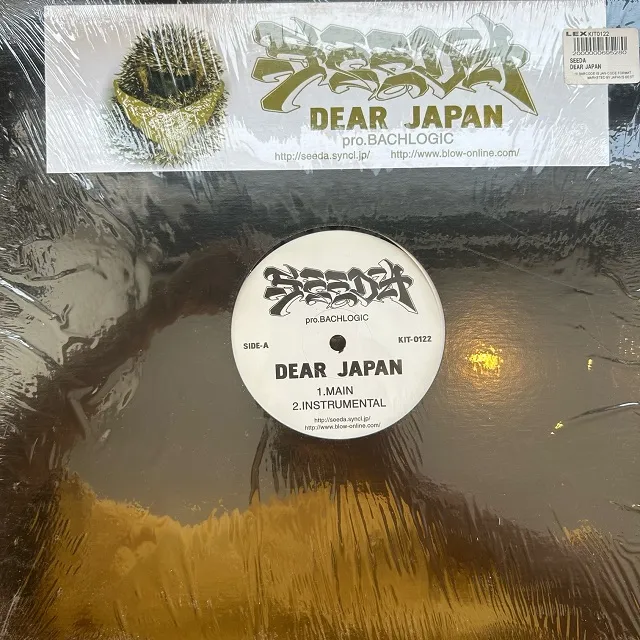 SEEDA
DEAR JAPAN
pro.BACHLOGIC
http://seeda.syncl.jp/ http://www.blow-online.com/
LEX KIT0122
SEEDA
DEAR JAPAN
SEEDA
pro.BACHLOGIC
SIDE-A KIT-0122
DEAR JAPAN
1.MAIN
2.INSTRUMENTAL
http://seeda.syncl.jp/
http://www.blow-online.com/